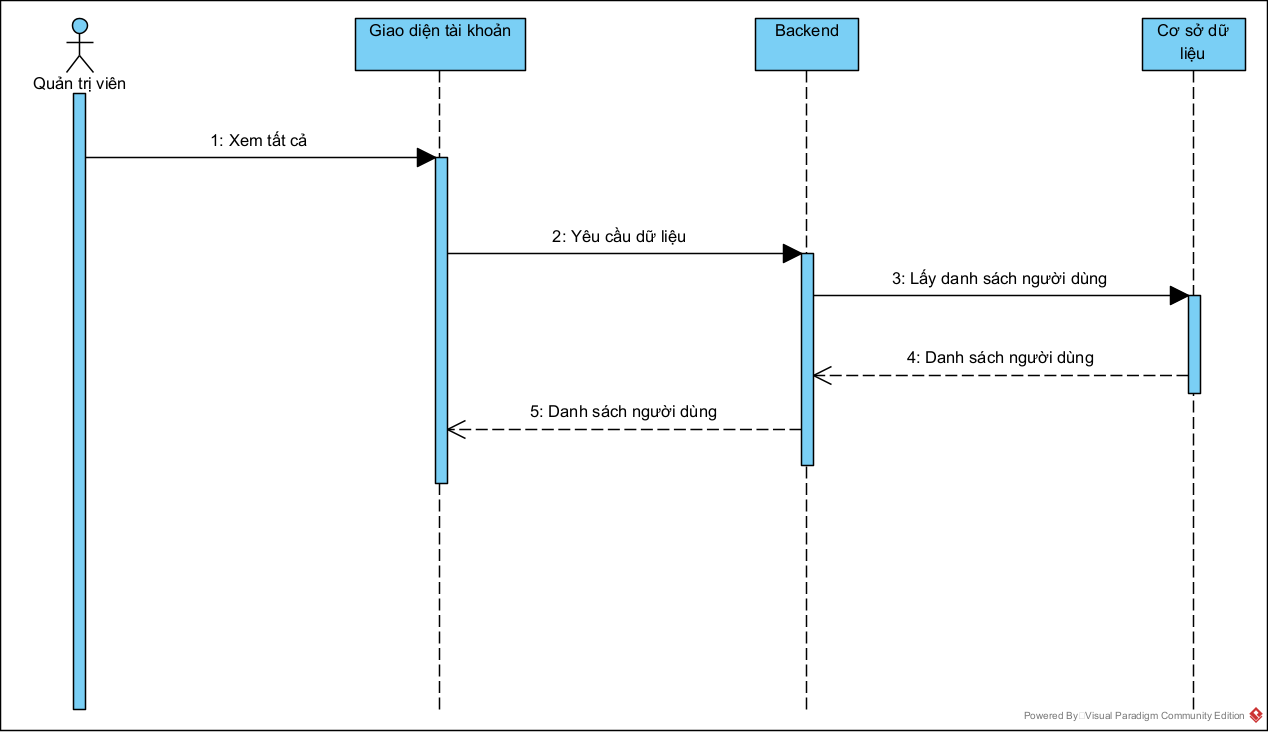 Quản trị viên
Giao diện tài khoản
Backend
Cơ sở dữ
liệu
1: Xem tất cả
2: Yêu cầu dữ liệu
3: Lấy danh sách người dùng
4: Danh sách người dùng
5: Danh sách người dùng
Powered By Visual Paradigm Community Edition